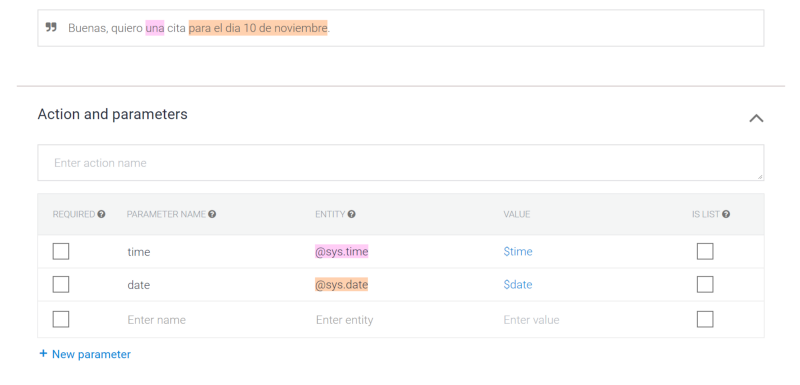 Buenas, quiero una cita para el dia 10 de noviembre.
Action and parameters
Enter action name
REQUIRED PARAMETER NAME ENTITY VALUE IS LIST
time @sys.time $time
date @sys.date $date
Enter name Enter entity Enter value
+ New parameter